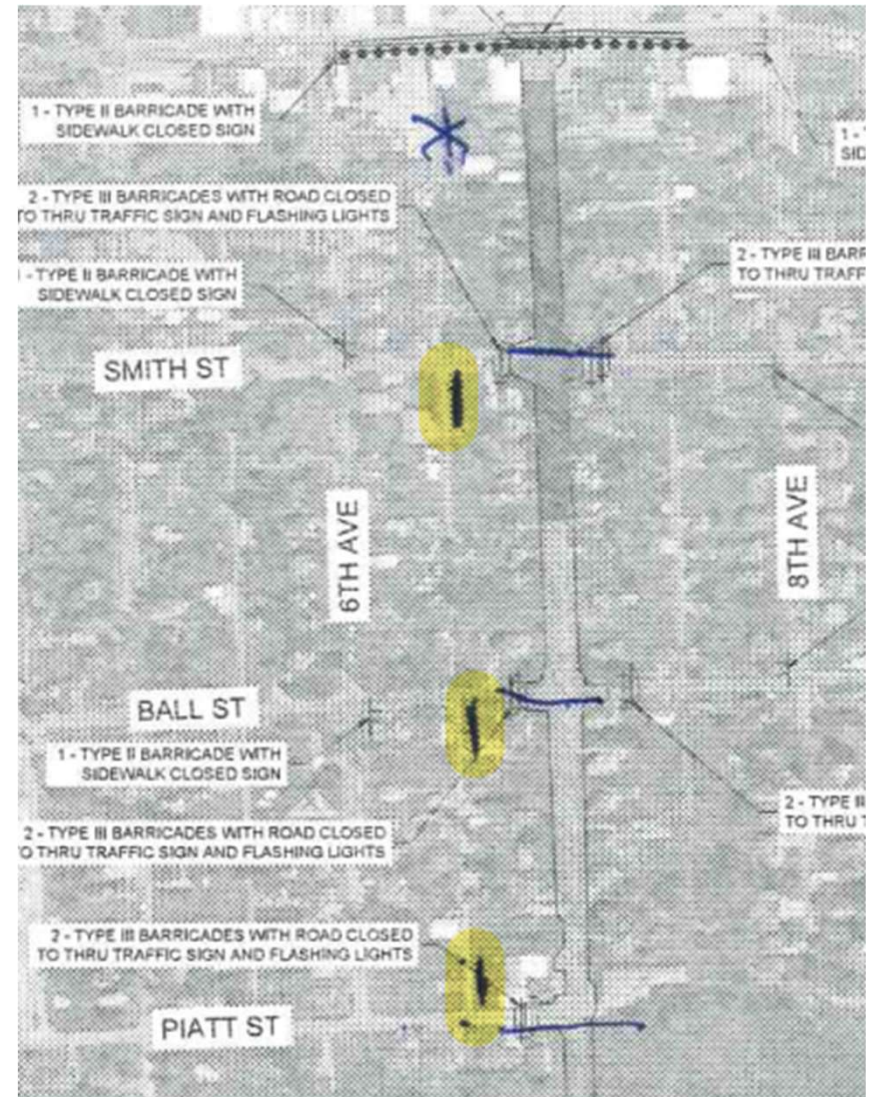 1 - TYPE II BARRICADE WITH
SIDEWALK CLOSED SIGN
1 -
SID
2 - TYPE III BARRICADES WITH ROAD CLOSED
TO THRU TRAFFIC SIGN AND FLASHING LIGHTS
2 - TYPE III BARR
TO THRU TRAFF
- TYPE II BARRICADE WITH
SIDEWALK CLOSED SIGN
SMITH ST
6TH AVE
8TH AVE
BALL ST
1 - TYPE II BARRICADE WITH
SIDEWALK CLOSED SIGN
2 - TYPE II
TO THRU
2 - TYPE III BARRICADES WITH ROAD CLOSED
O THRU TRAFFIC SIGN AND FLASHING LIGHTS
2 - TYPE III BARRICADES WITH ROAD CLOSED
TO THRU TRAFFIC SIGN AND FLASHING LIGHTS
PIATT ST